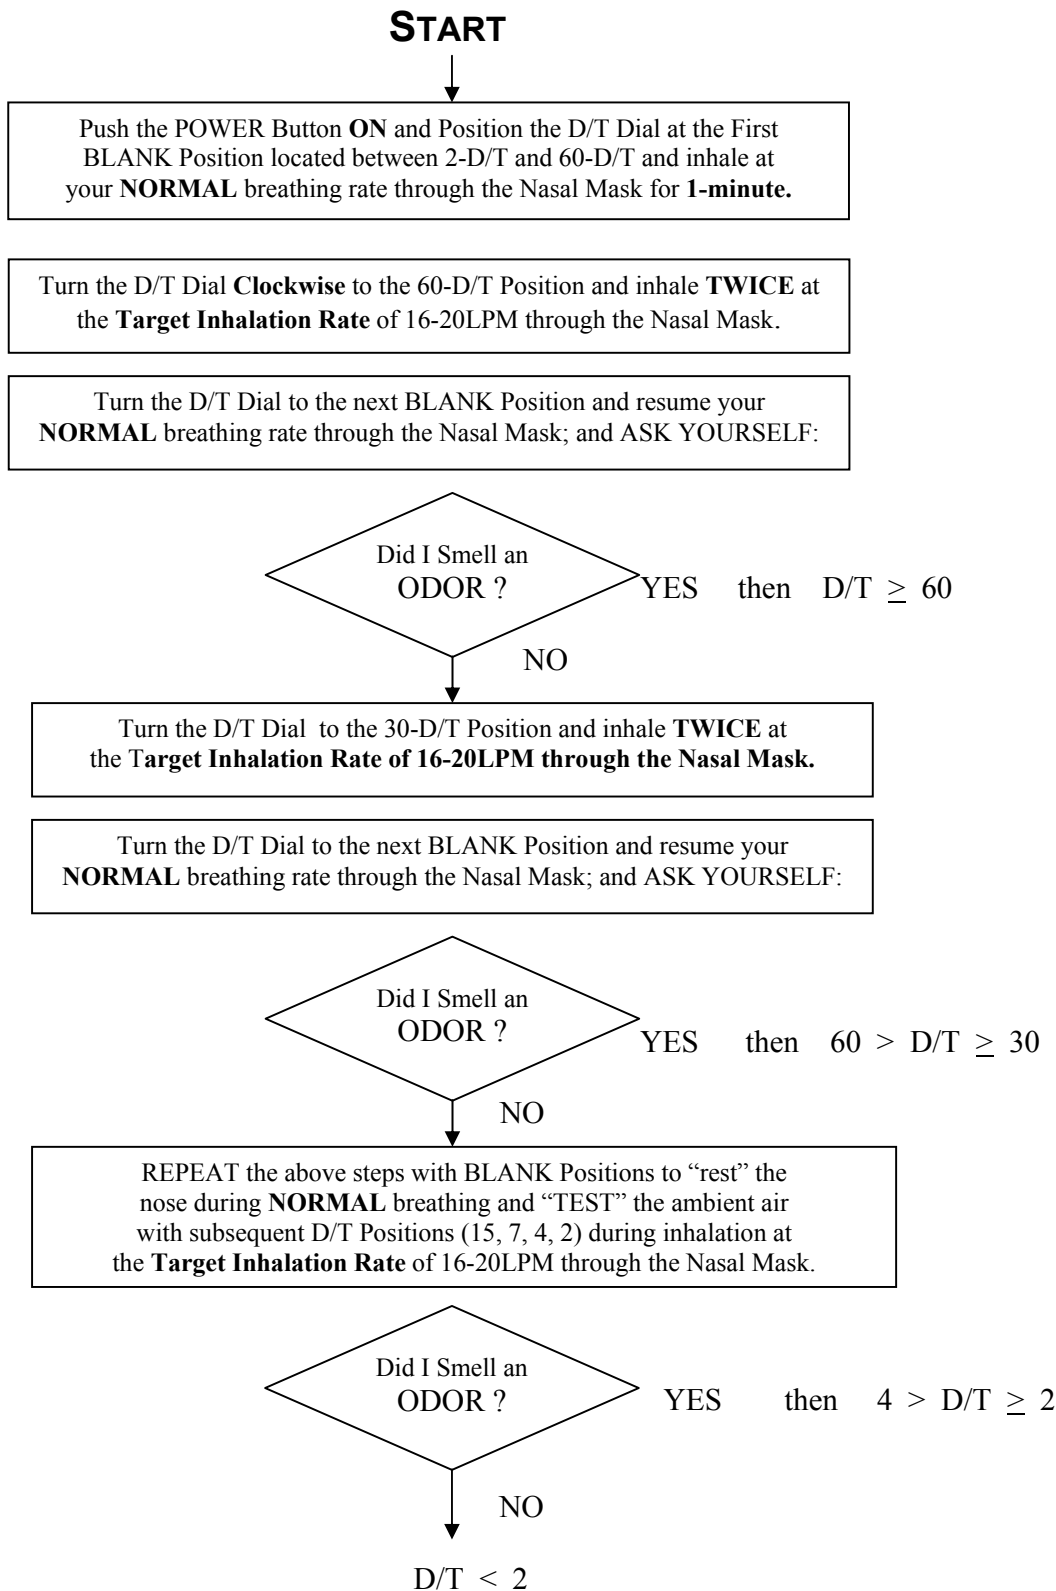 START
Push the POWER Button ON and Position the D/T Dial at the First
BLANK Position located between 2-D/T and 60-D/T and inhale at
your NORMAL breathing rate through the Nasal Mask for 1-minute.
Turn the D/T Dial Clockwise to the 60-D/T Position and inhale TWICE at
the Target Inhalation Rate of 16-20LPM through the Nasal Mask.
Turn the D/T Dial to the next BLANK Position and resume your
NORMAL breathing rate through the Nasal Mask; and ASK YOURSELF:
Did I Smell an
ODOR ?
YES then D/T ≥ 60
NO
Turn the D/T Dial to the 30-D/T Position and inhale TWICE at
the Target Inhalation Rate of 16-20LPM through the Nasal Mask.
Turn the D/T Dial to the next BLANK Position and resume your
NORMAL breathing rate through the Nasal Mask; and ASK YOURSELF:
Did I Smell an
ODOR ?
YES then 60 > D/T ≥ 30
NO
REPEAT the above steps with BLANK Positions to “rest” the
nose during NORMAL breathing and “TEST” the ambient air
with subsequent D/T Positions (15, 7, 4, 2) during inhalation at
the Target Inhalation Rate of 16-20LPM through the Nasal Mask.
Did I Smell an
ODOR ?
YES then 4 > D/T ≥ 2
NO
D/T < 2